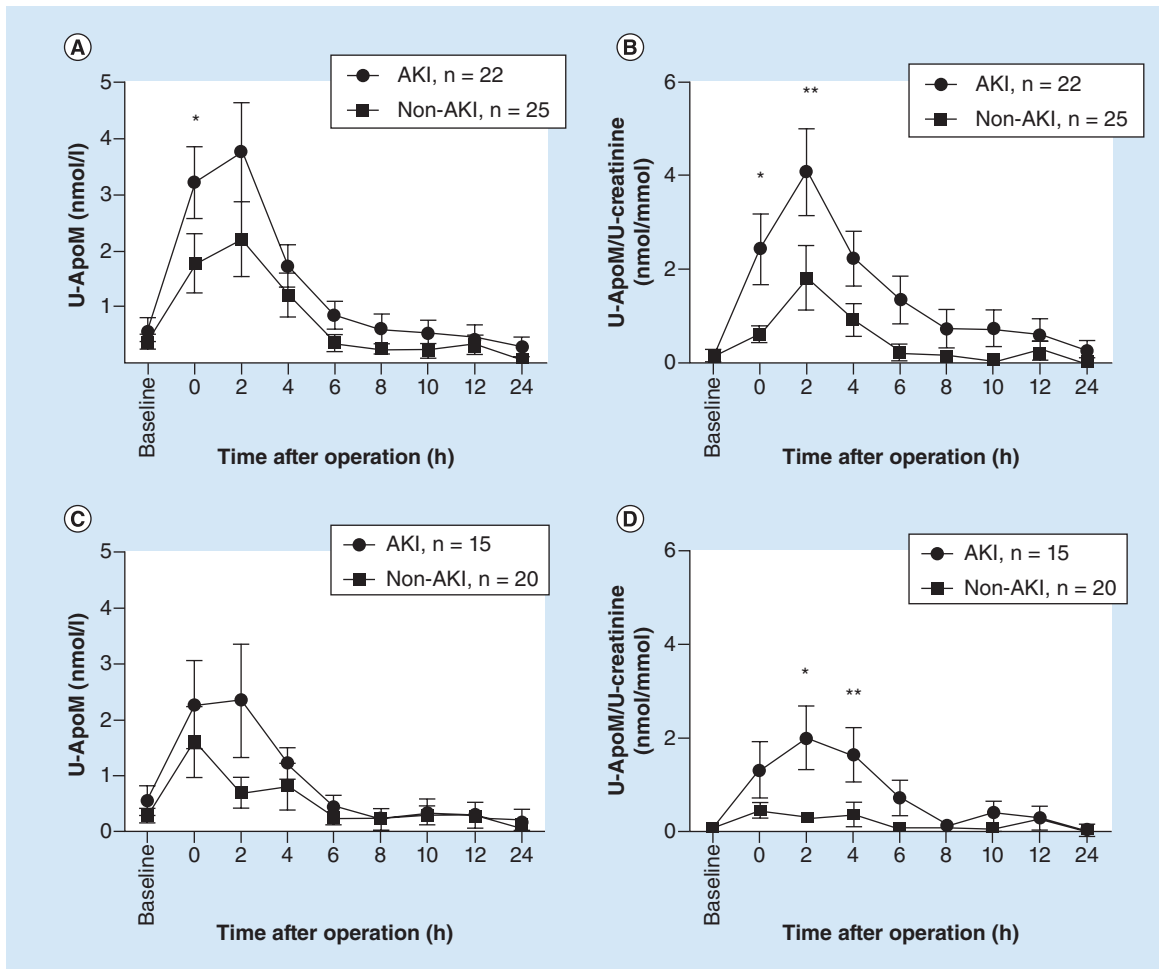 A
AKI, n = 22
Non-AKI, n = 25
*
5
4
3
2
1
U-ApoM (nmol/l)
Baseline 0 2 4 6 8 10 12 24
Time after operation (h)
B
AKI, n = 22
Non-AKI, n = 25
**
*
6
4
2
0
U-ApoM/U-creatinine
(nmol/mmol)
Baseline 0 2 4 6 8 10 12 24
Time after operation (h)
C
AKI, n = 15
Non-AKI, n = 20
5
4
3
2
1
0
U-ApoM (nmol/l)
Baseline 0 2 4 6 8 10 12 24
Time after operation (h)
D
AKI, n = 15
Non-AKI, n = 20
*
**
6
4
2
0
U-ApoM/U-creatinine
(nmol/mmol)
Baseline 0 2 4 6 8 10 12 24
Time after operation (h)